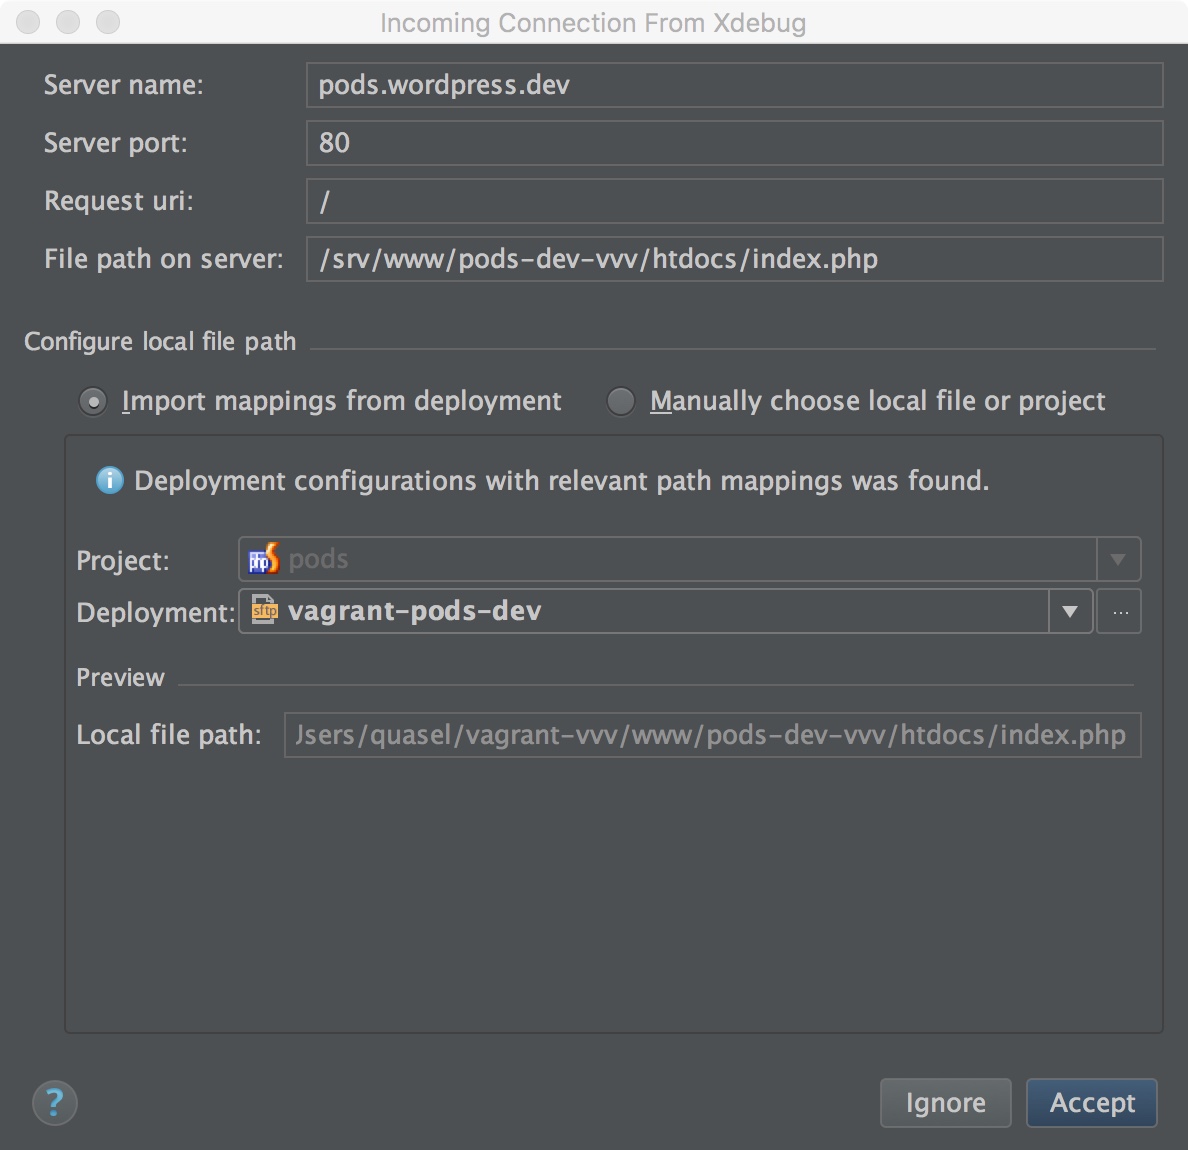 Incoming Connection From Xdebug
Server name: pods.wordpress.dev
Server port: 80
Request uri: /
File path on server: /srv/www/pods-dev-vvv/htdocs/index.php
Configure local file path
Import mappings from deployment Manually choose local file or project
i Deployment configurations with relevant path mappings was found.
Project: php pods
Deployment: sftp vagrant-pods-dev ...
Preview
Local file path: /quasel/vagrant-vvv/www/pods-dev-vvv/htdocs/index.php
? Ignore Accept